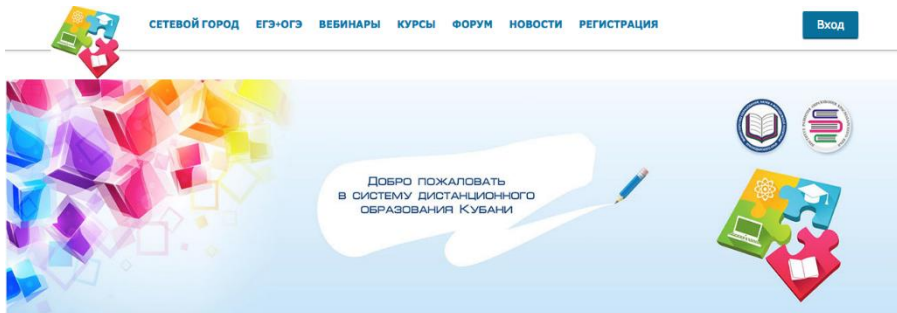 СЕТЕВОЙ ГОРОД ЕГЭ+ОГЭ ВЕБИНАРЫ КУРСЫ ФОРУМ НОВОСТИ РЕГИСТРАЦИЯ Вход
Добро пожаловать
в систему дистанционного
образования Кубани